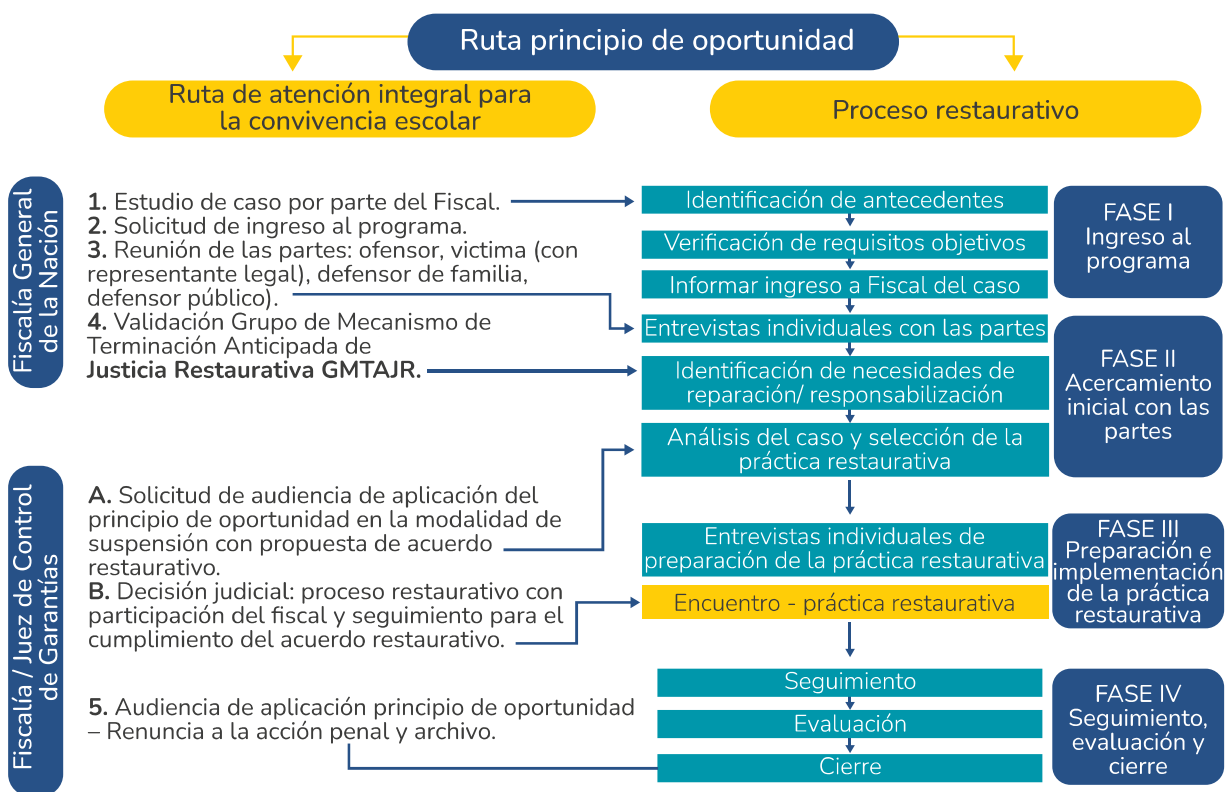 Ruta principio de oportunidad
Ruta de atención integral para
la convivencia escolar
Proceso restaurativo
Fiscalía General
de la Nación
1. Estudio de caso por parte del Fiscal.
2. Solicitud de ingreso al programa.
3. Reunión de las partes: ofensor, victima (con
representante legal), defensor de familia,
defensor público).
4. Validación Grupo de Mecanismo de
Terminación Anticipada de
Justicia Restaurativa GMTAJR.
Identificación de antecedentes
Verificación de requisitos objetivos
Informar ingreso a Fiscal del caso
FASE I
Ingreso al
programa
Entrevistas individuales con las partes
Identificación de necesidades de
reparación/ responsabilización
Análisis del caso y selección de la
práctica restaurativa
FASE II
Acercamiento
inicial con las
partes
Fiscalía / Juez de Control
de Garantías
A. Solicitud de audiencia de aplicación del
principio de oportunidad en la modalidad de
suspensión con propuesta de acuerdo
restaurativo.
B. Decisión judicial: proceso restaurativo con
participación del fiscal y seguimiento para el
cumplimiento del acuerdo restaurativo.
Entrevistas individuales de
preparación de la práctica restaurativa
Encuentro - práctica restaurativa
FASE III
Preparación e
implementación
de la práctica
restaurativa
5. Audiencia de aplicación principio de oportunidad
– Renuncia a la acción penal y archivo.
Seguimiento
Evaluación
Cierre
FASE IV
Seguimiento,
evaluación y
cierre